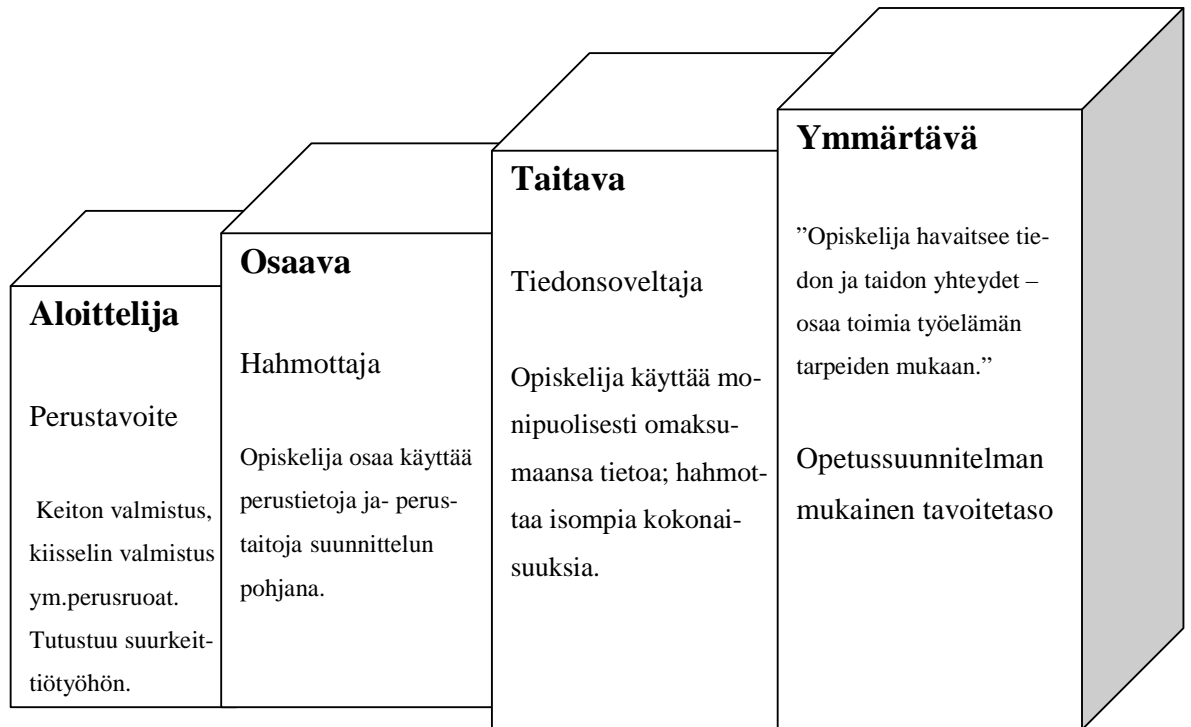 Aloittelija
Perustavoite
Keiton valmistus,
kiisselin valmistus
ym.perusruoat.
Tutustuu suurkeit-
tiötyöhön.
Osaava
Hahmottaja
Opiskelija osaa käyttää
perustietoja ja- perus-
taitoja suunnittelun
pohjana.
Taitava
Tiedonsoveltaja
Opiskelija käyttää mo-
nipuolisesti omaksu-
maansa tietoa; hahmot-
taa isompia kokonai-
suuksia.
Ymmärtävä
”Opiskelija havaitsee tie-
don ja taidon yhteydet –
osaa toimia työelämän
tarpeiden mukaan.”
Opetussuunnitelman
mukainen tavoitetaso